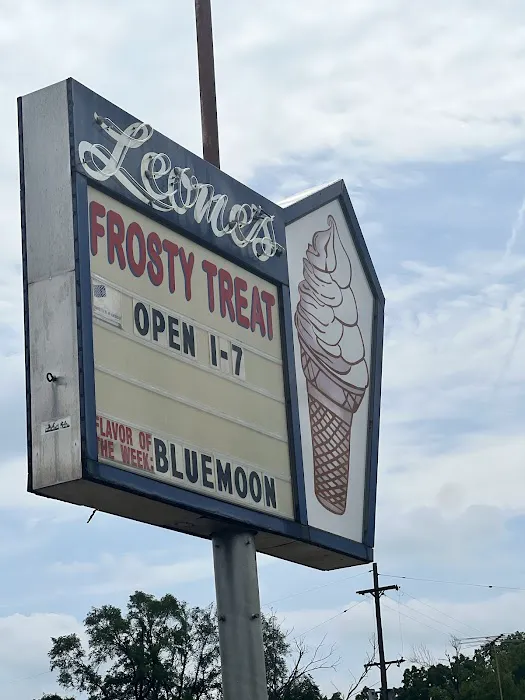 Leone's
FROSTY TREAT
OPEN 1-7
FLAVOR OF
THE WEEK:
BLUEMOON